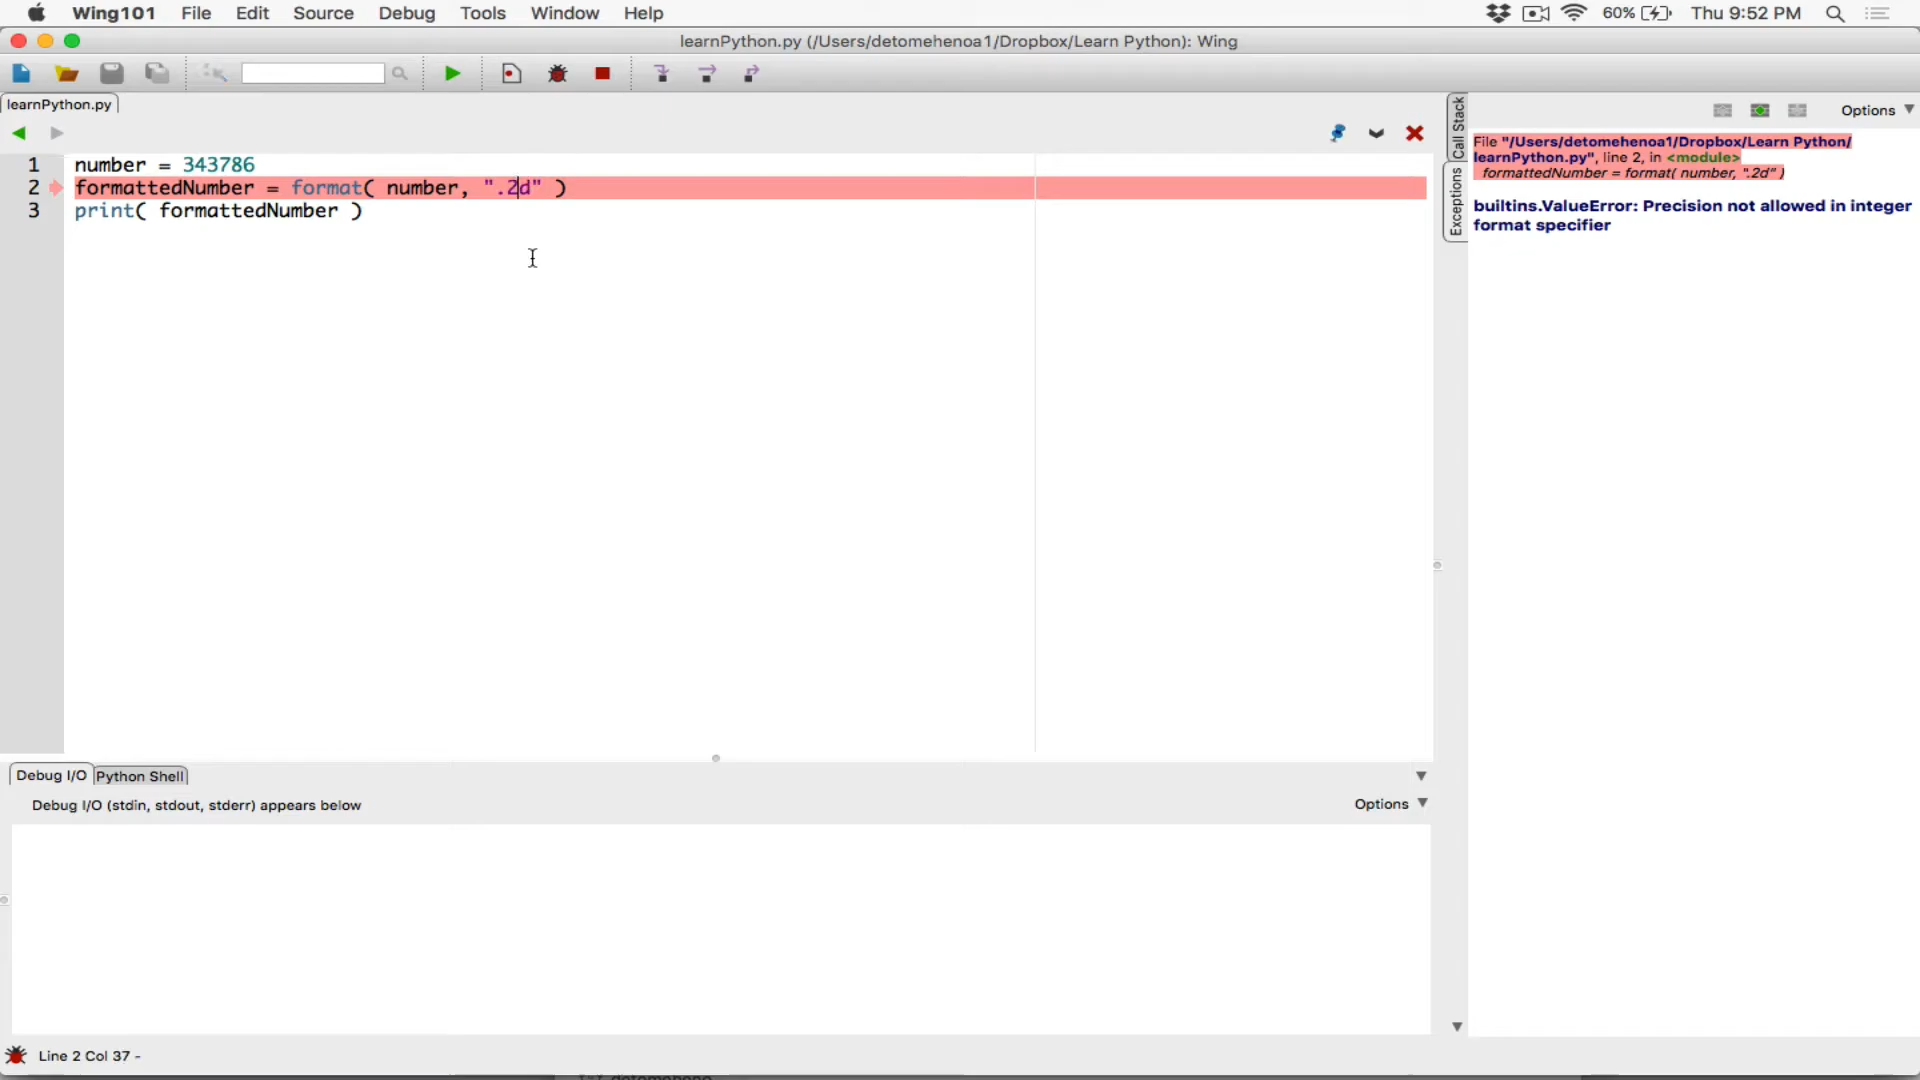 Wing101 File Edit Source Debug Tools Window Help 60% Thu 9:52 PM
learnPython.py (/Users/detomehenoa1/Dropbox/Learn Python): Wing
learnPython.py
1 number = 343786
2 formattedNumber = format( number, ".2d" )
3 print( formattedNumber )
Call Stack
Exceptions
Options
File "/Users/detomehenoa1/Dropbox/Learn Python/
learnPython.py", line 2, in <module>
formattedNumber = format( number, ".2d" )
builtins.ValueError: Precision not allowed in integer
format specifier
Debug I/O Python Shell
Debug I/O (stdin, stdout, stderr) appears below
Options
Line 2 Col 37 -